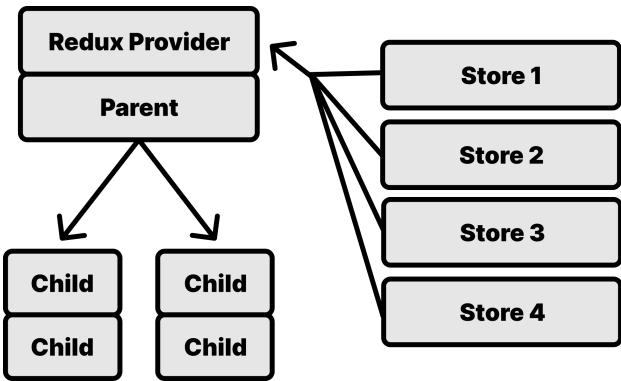 Redux Provider
Parent
Child
Child
Child
Child
Store 1
Store 2
Store 3
Store 4